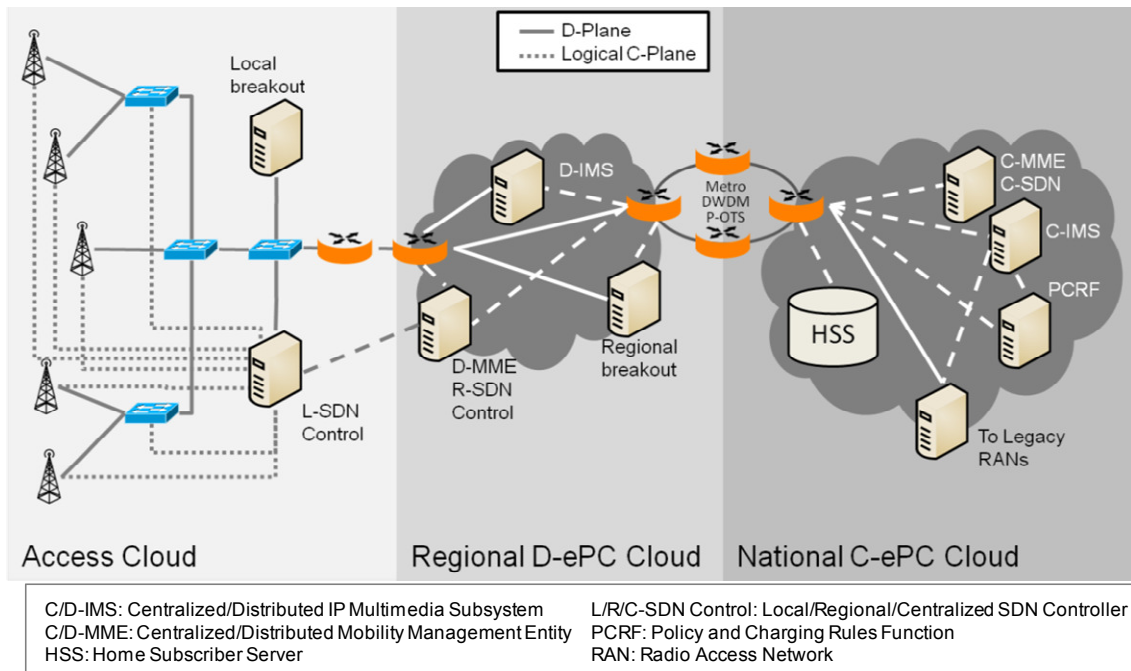 D-Plane
Logical C-Plane
Local
breakout
D-IMS
Metro
DWDM
P-OTS
C-MME
C-SDN
C-IMS
PCRF
HSS
L-SDN
Control
D-MME
R-SDN
Control
Regional
breakout
To Legacy
RANs
Access Cloud
Regional D-ePC Cloud
National C-ePC Cloud
C/D-IMS: Centralized/Distributed IP Multimedia Subsystem
C/D-MME: Centralized/Distributed Mobility Management Entity
HSS: Home Subscriber Server
L/R/C-SDN Control: Local/Regional/Centralized SDN Controller
PCRF: Policy and Charging Rules Function
RAN: Radio Access Network